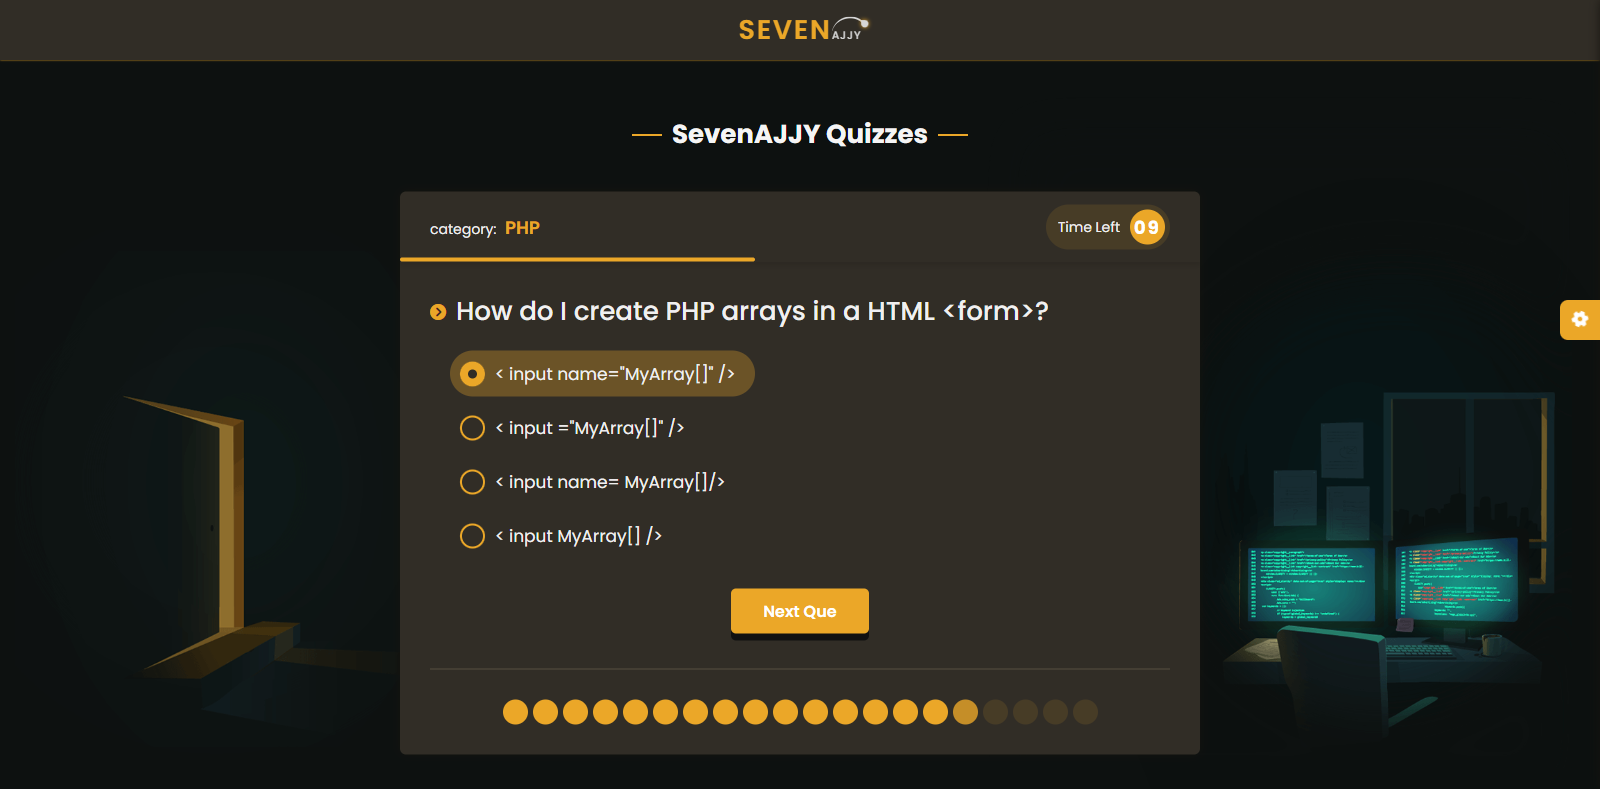 SEVEN AJJY
SevenAJJY Quizzes
category: PHP
Time Left 09
How do I create PHP arrays in a HTML <form>?
< input name="MyArray[]" />
< input ="MyArray[]" />
< input name= MyArray[]/>
< input MyArray[] />
Next Que